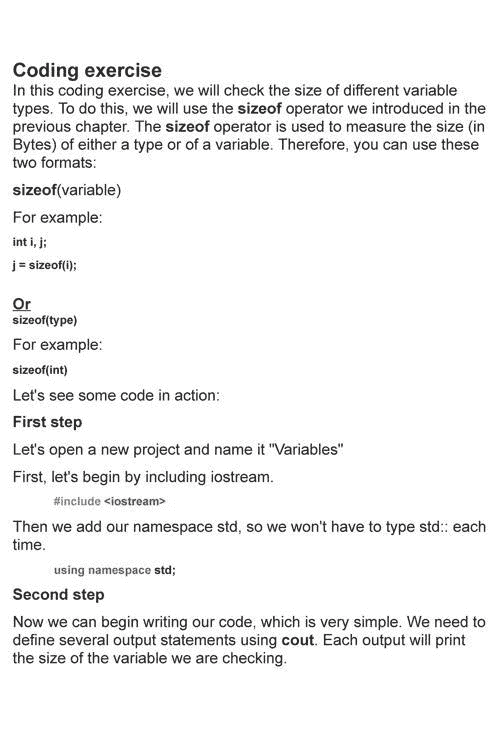 Coding exercise
In this coding exercise, we will check the size of different variable
types. To do this, we will use the sizeof operator we introduced in the
previous chapter. The sizeof operator is used to measure the size (in
Bytes) of either a type or of a variable. Therefore, you can use these
two formats:
sizeof(variable)
For example:
int i, j;
j = sizeof(i);
Or
sizeof(type)
For example:
sizeof(int)
Let's see some code in action:
First step
Let's open a new project and name it "Variables"
First, let's begin by including iostream.
#include <iostream>
Then we add our namespace std, so we won't have to type std:: each
time.
using namespace std;
Second step
Now we can begin writing our code, which is very simple. We need to
define several output statements using cout. Each output will print
the size of the variable we are checking.